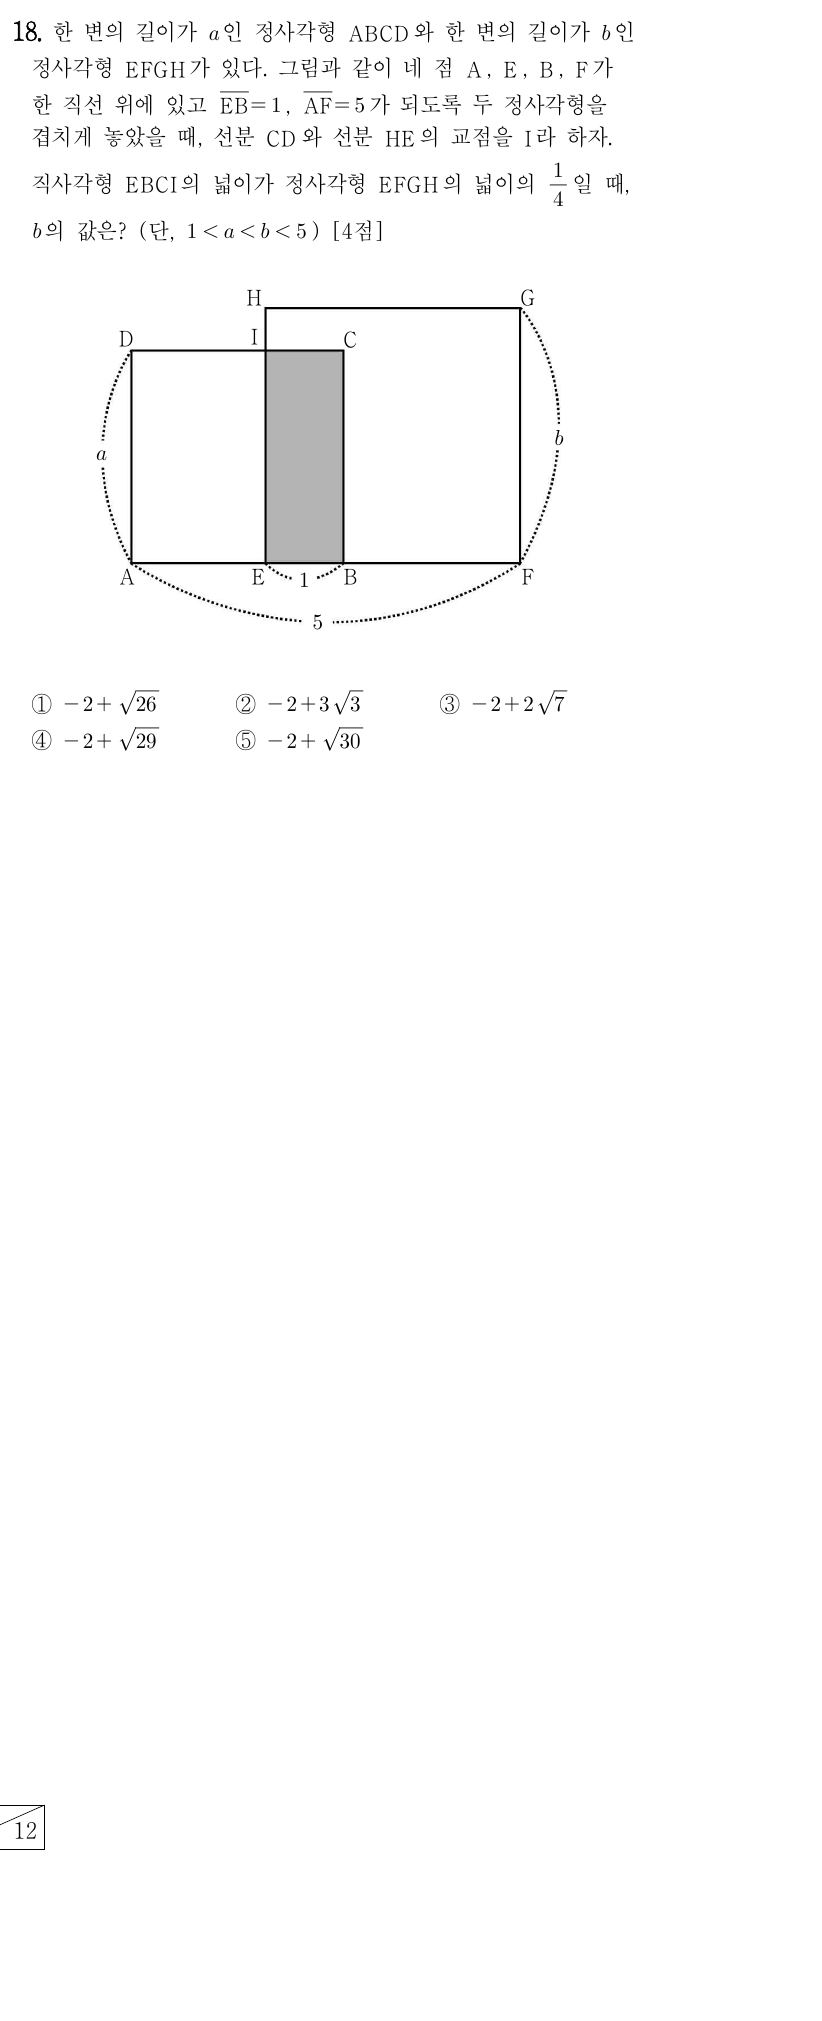 18. 한 변의 길이가 a인 정사각형 ABCD와 한 변의 길이가 b인
정사각형 EFGH가 있다. 그림과 같이 네 점 A, E, B, F가
한 직선 위에 있고 $\overline{EB}=1$, $\overline{AF}=5$가 되도록 두 정사각형을
겹치게 놓았을 때, 선분 CD와 선분 HE의 교점을 I라 하자.
직사각형 EBCI의 넓이가 정사각형 EFGH의 넓이의 $\frac{1}{4}$일 때,
b의 값은? (단, 1<a<b<5) [4점]
H G
D I C
a b
A E 1 B F
5
① $-2+\sqrt{26}$ ② $-2+3\sqrt{3}$ ③ $-2+2\sqrt{7}$
④ $-2+\sqrt{29}$ ⑤ $-2+\sqrt{30}$
12